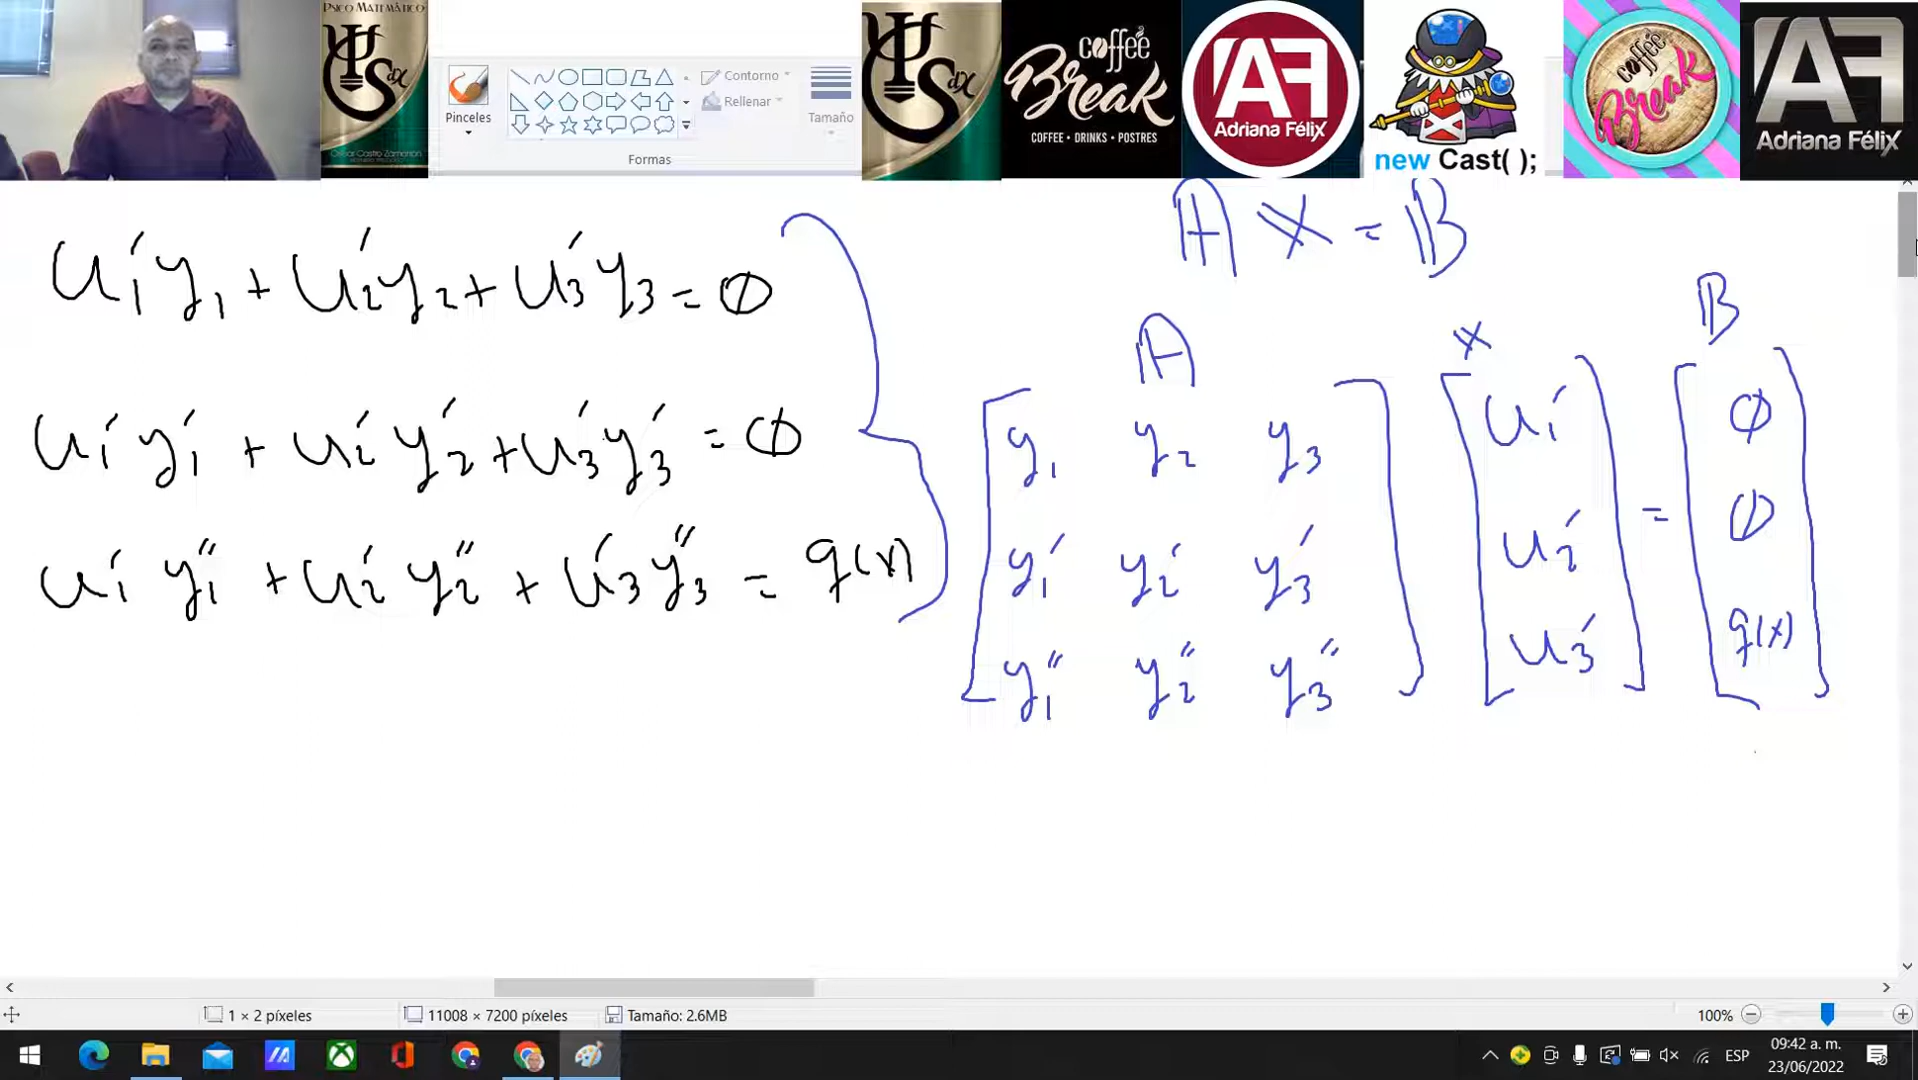 PSICO MATEMÁTICO
Pinceles
Contorno
Rellenar
Formas
Tamaño
coffee
Break
COFFEE • DRINKS • POSTRES
AF
Adriana Félix
new Cast( );
coffee
Break
AF
Adriana Félix
A X = B
u₁′y₁ + u₂′y₂ + u₃′y₃ = 0
u₁′y₁′ + u₂′y₂′ + u₃′y₃′ = 0
u₁′y₁″ + u₂′y₂″ + u₃′y₃″ = g(x)
A X B
y₁ y₂ y₃ u₁′ 0
y₁′ y₂′ y₃′ u₂′ = 0
y₁″ y₂″ y₃″ u₃′ g(x)
1 × 2 píxeles
11008 × 7200 píxeles
Tamaño: 2.6MB
100%
ESP
09:42 a. m.
23/06/2022